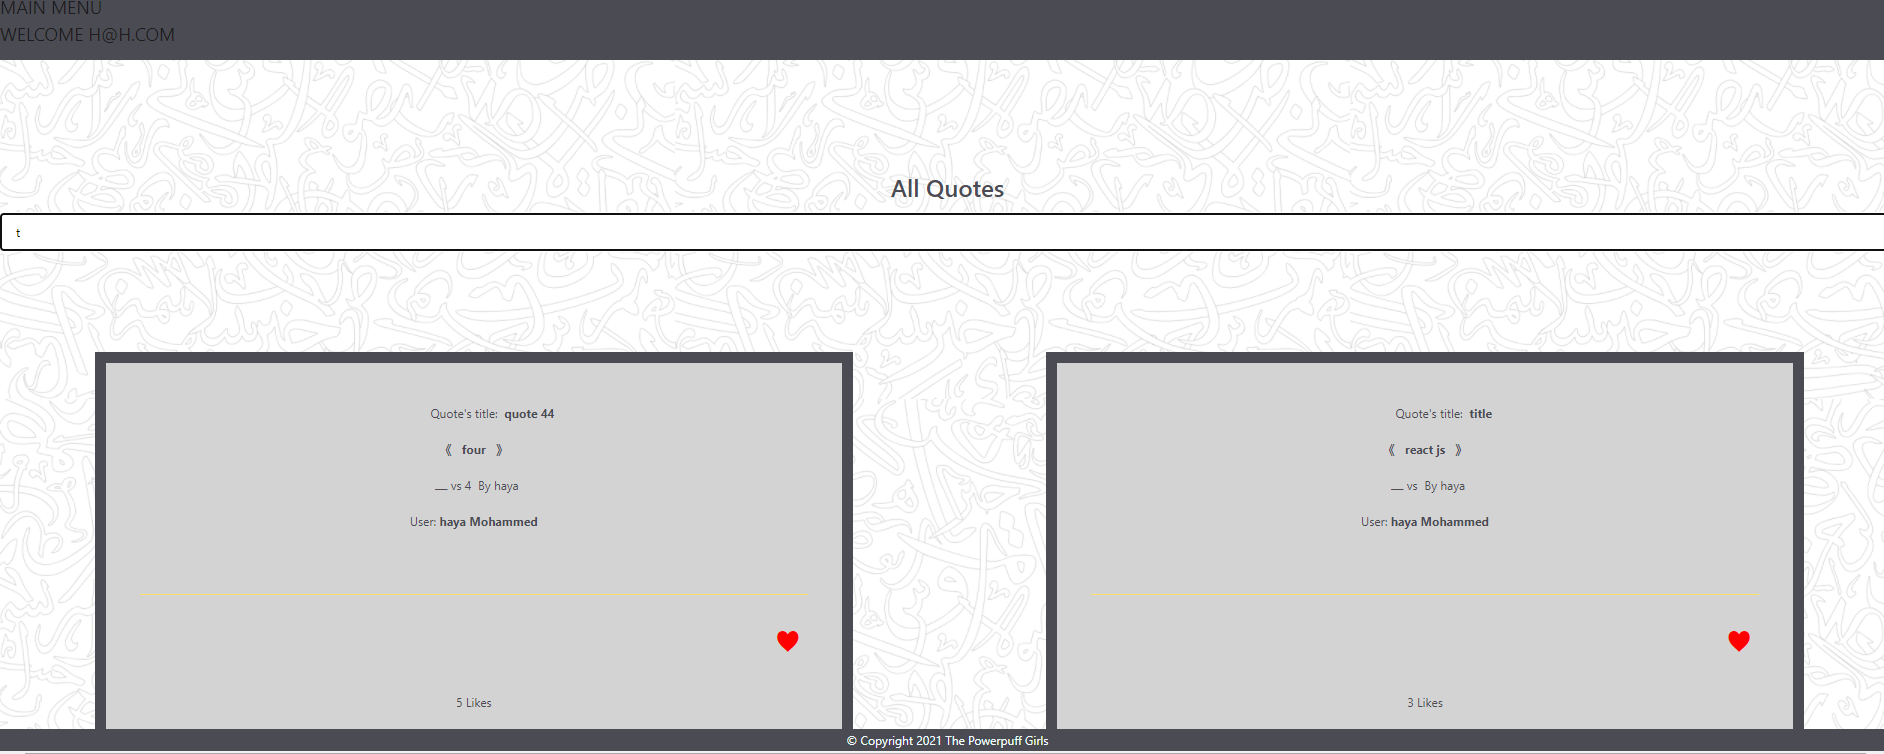 MAIN MENU
WELCOME H@H.COM
All Quotes
t
Quote's title: quote 44
《 four 》
__ vs 4 By haya
User: haya Mohammed
5 Likes
Quote's title: title
《 react js 》
__ vs By haya
User: haya Mohammed
3 Likes
© Copyright 2021 The Powerpuff Girls